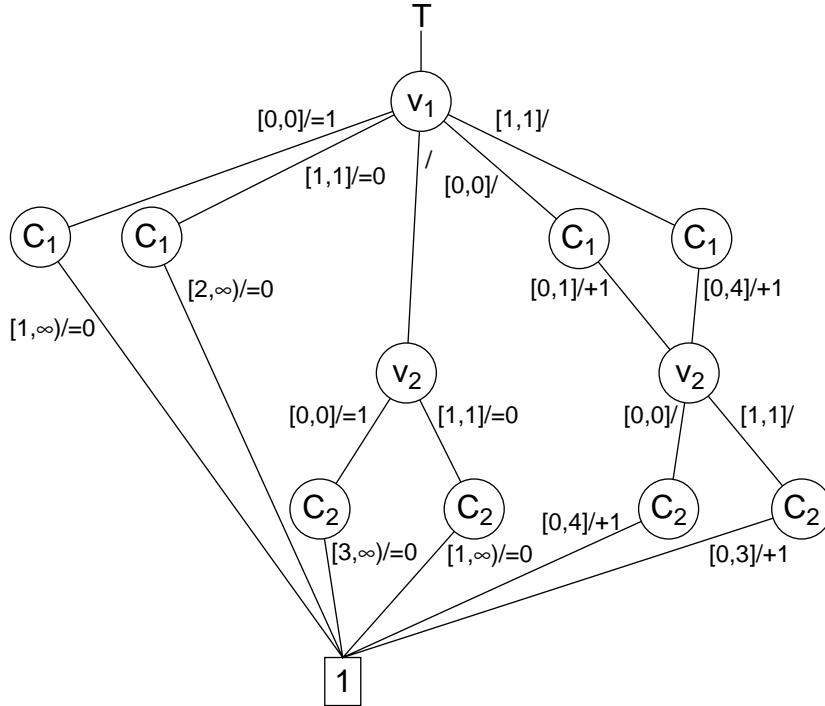 T
v1
[0,0]/=1
[1,1]/
[1,1]/=0
/
[0,0]/
C1
C1
C1
C1
[2,∞)/=0
[0,1]/+1
[0,4]/+1
[1,∞)/=0
v2
v2
[0,0]/=1
[1,1]/=0
[0,0]/
[1,1]/
C2
C2
C2
C2
[0,4]/+1
[3,∞)/=0
[1,∞)/=0
[0,3]/+1
1